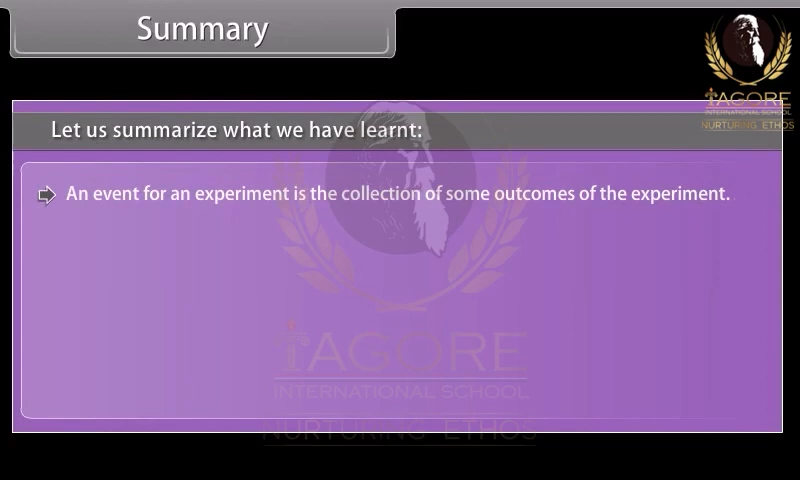 Summary
TAGORE
INTERNATIONAL SCHOOL
NURTURING ETHOS
Let us summarize what we have learnt:
An event for an experiment is the collection of some outcomes of the experiment.
TAGORE
INTERNATIONAL SCHOOL
NURTURING ETHOS